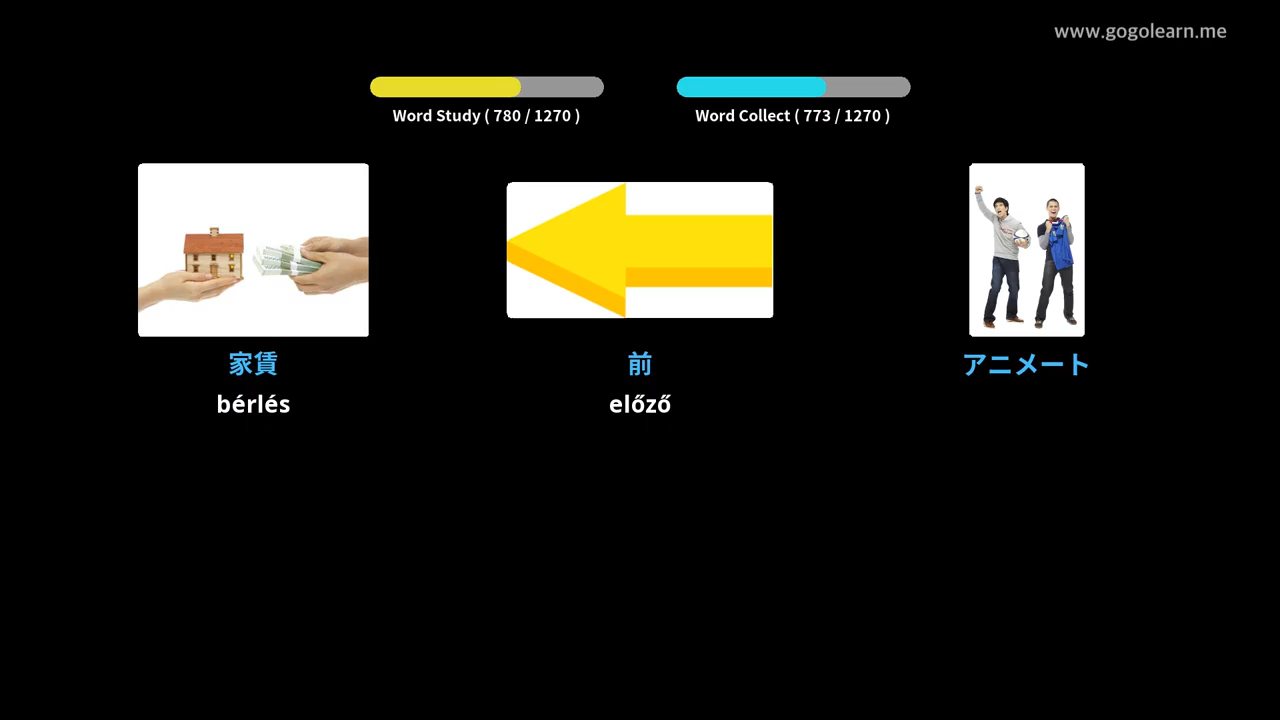 www.gogolearn.me
Word Study ( 780 / 1270 )
Word Collect ( 773 / 1270 )
家賃
前
アニメート
bérlés
előző